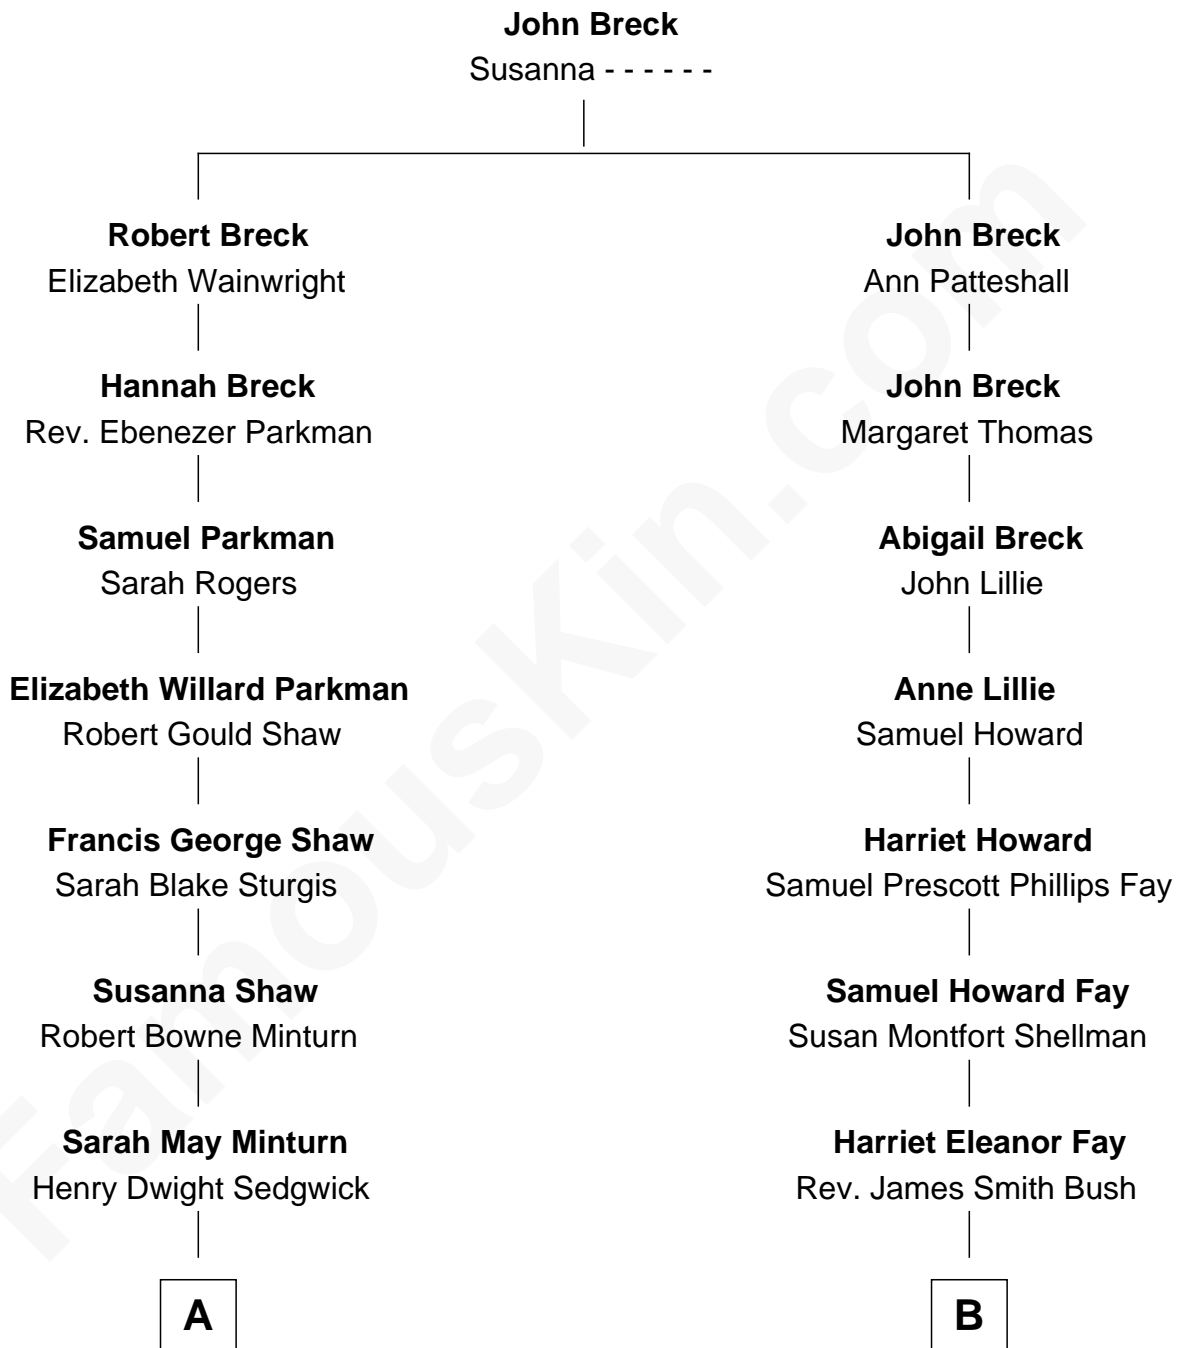 John Breck
Susanna - - - - - -
Robert Breck
Elizabeth Wainwright
John Breck
Ann Patteshall
Hannah Breck
Rev. Ebenezer Parkman
John Breck
Margaret Thomas
Samuel Parkman
Sarah Rogers
Abigail Breck
John Lillie
Elizabeth Willard Parkman
Robert Gould Shaw
Anne Lillie
Samuel Howard
Francis George Shaw
Sarah Blake Sturgis
Harriet Howard
Samuel Prescott Phillips Fay
Susanna Shaw
Robert Bowne Minturn
Samuel Howard Fay
Susan Montfort Shellman
Sarah May Minturn
Henry Dwight Sedgwick
Harriet Eleanor Fay
Rev. James Smith Bush
A
B
FamousKin.com